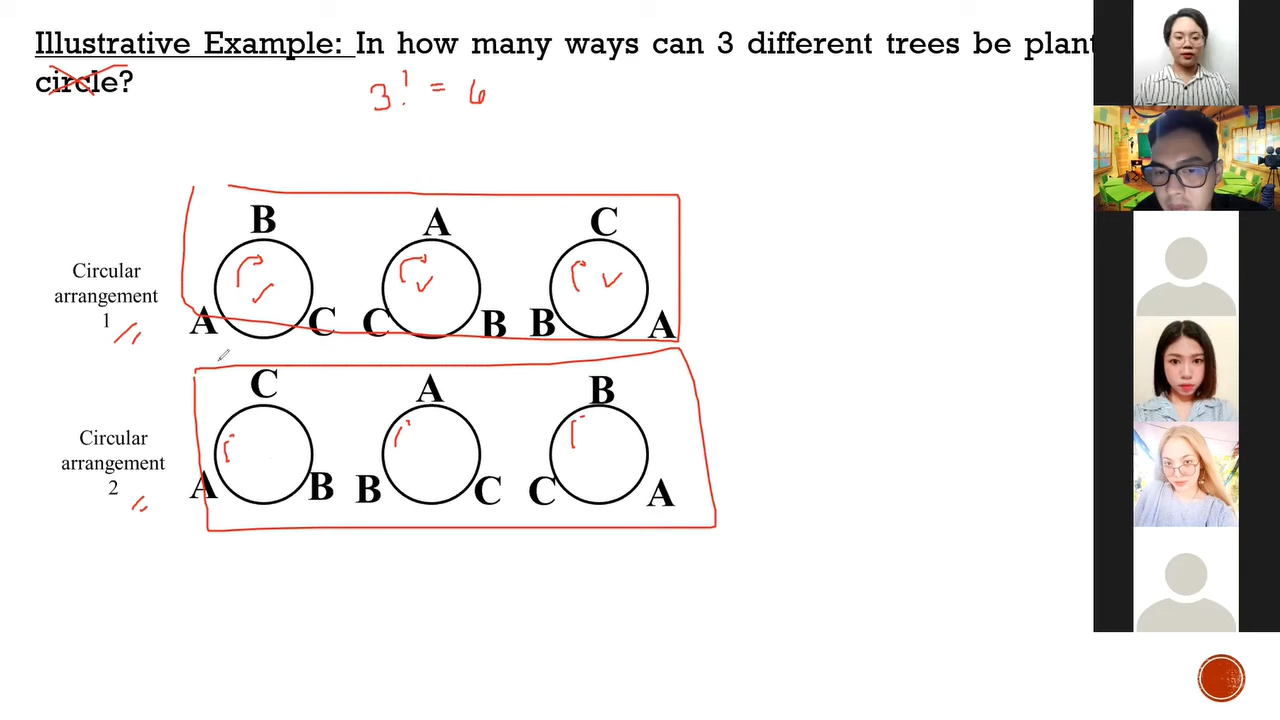 Illustrative Example: In how many ways can 3 different trees be plant
circle?
3! = 6
B A C
Circular
arrangement
1
A C C B B A
C A B
Circular
arrangement
2
A B B C C A